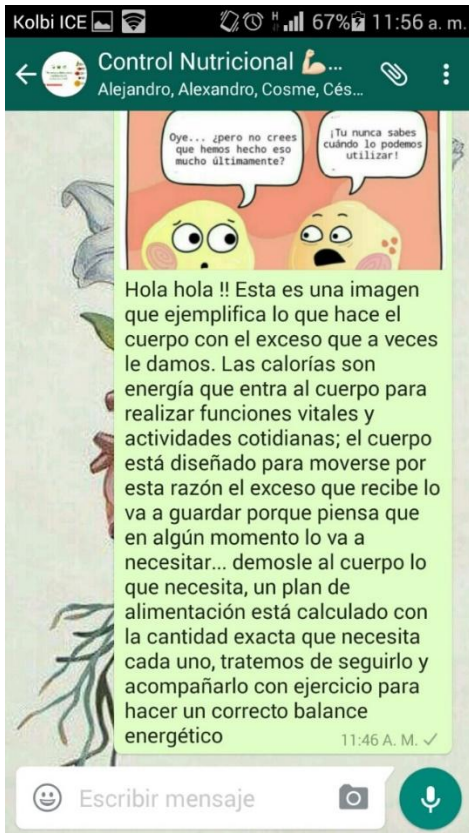 Kolbi ICE 67% 11:56 a. m.
Control Nutricional 💪...
Alejandro, Alexandro, Cosme, Cés...
Oye... ¿pero no crees
que hemos hecho eso
mucho últimamente?
¡Tu nunca sabes
cuándo lo podemos
utilizar!
Hola hola !! Esta es una imagen
que ejemplifica lo que hace el
cuerpo con el exceso que a veces
le damos. Las calorías son
energía que entra al cuerpo para
realizar funciones vitales y
actividades cotidianas; el cuerpo
está diseñado para moverse por
esta razón el exceso que recibe lo
va a guardar porque piensa que
en algún momento lo va a
necesitar... demosle al cuerpo lo
que necesita, un plan de
alimentación está calculado con
la cantidad exacta que necesita
cada uno, tratemos de seguirlo y
acompañarlo con ejercicio para
hacer un correcto balance
energético
11:46 A. M.
Escribir mensaje